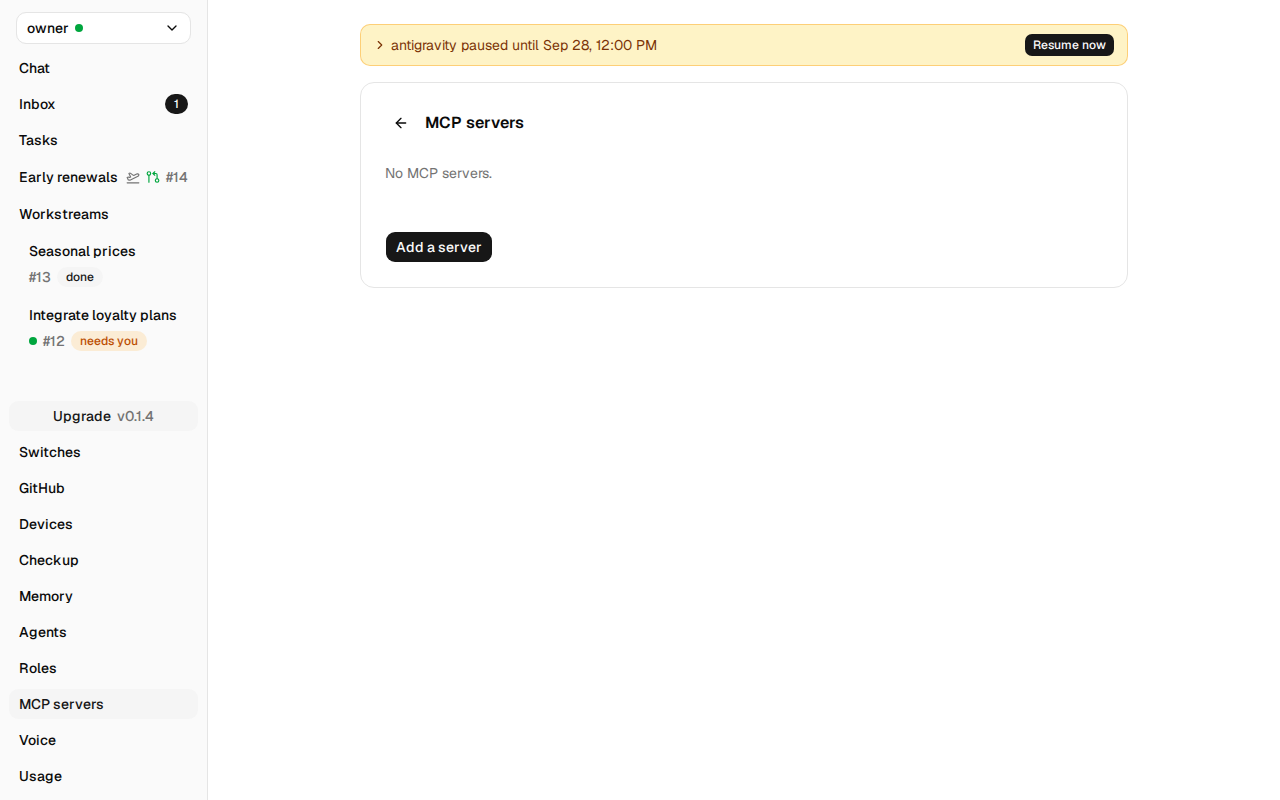 owner
Chat
Inbox 1
Tasks
Early renewals #14
Workstreams
Seasonal prices
#13 done
Integrate loyalty plans
#12 needs you
Upgrade v0.1.4
Switches
GitHub
Devices
Checkup
Memory
Agents
Roles
MCP servers
Voice
Usage
antigravity paused until Sep 28, 12:00 PM
Resume now
MCP servers
No MCP servers.
Add a server